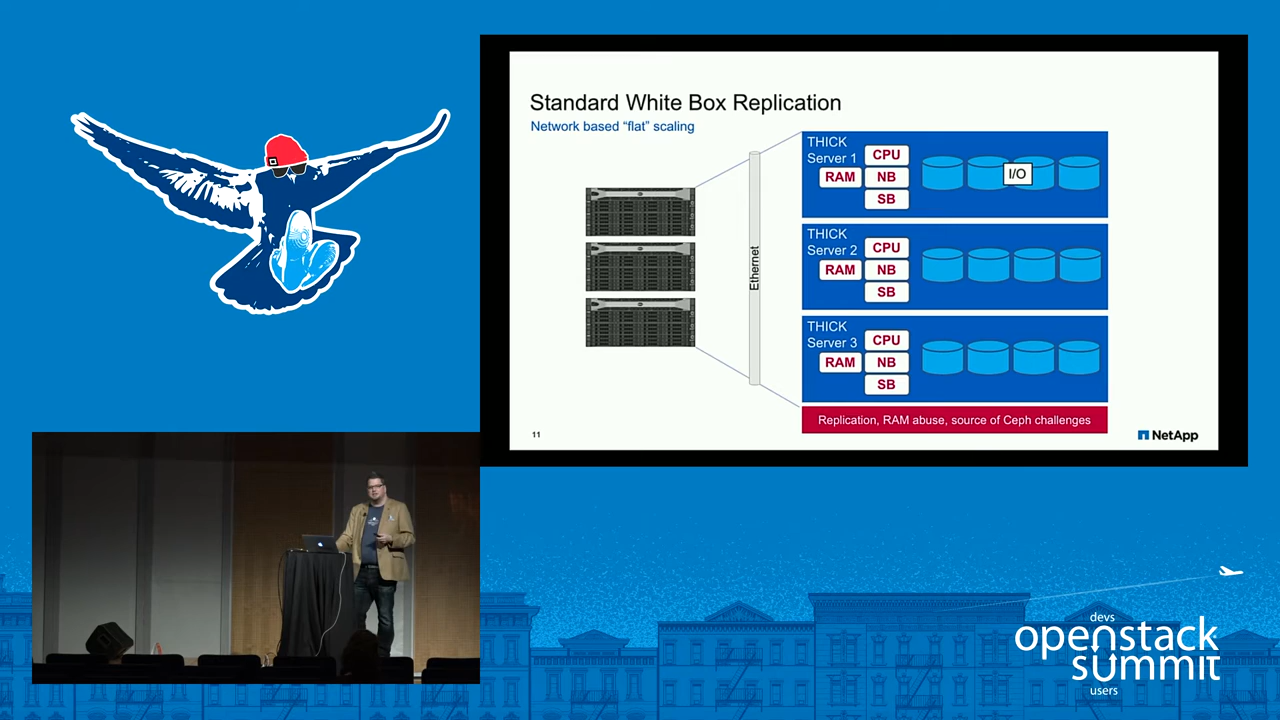 Standard White Box Replication
Network based “flat” scaling
Ethernet
THICK
Server 1
CPU
RAM
NB
SB
I/O
THICK
Server 2
CPU
RAM
NB
SB
THICK
Server 3
CPU
RAM
NB
SB
Replication, RAM abuse, source of Ceph challenges
11
NetApp
devs
openstack
summit
users